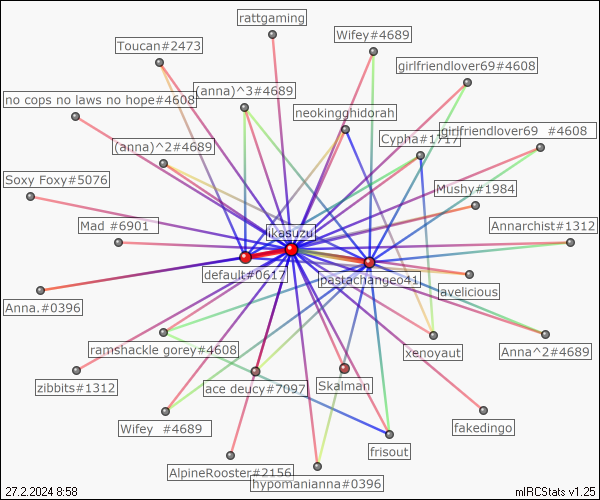 rattgaming
Wifey#4689
Toucan#2473
girlfriendlover69#4608
(anna)^3#4689
no cops no laws no hope#4608
neokingghidorah
girlfriendlover69  #4608
Cypha#1717
(anna)^2#4689
Soxy Foxy#5076
Mushy#1984
Mad  #6901
Annarchist#1312
ikasuzu
default#0617
pastachangeo41
lavelicious
Anna.#0396
ramshackle gorey#4608
xenoyaut
Anna^2#4689
zibbits#1312
ace deucy#7097
Skalman
Wifey  #4689
frisout
fakedingo
AlpineRooster#2156
hypomanianna#0396
27.2.2024 8:58
mIRCStats v1.25